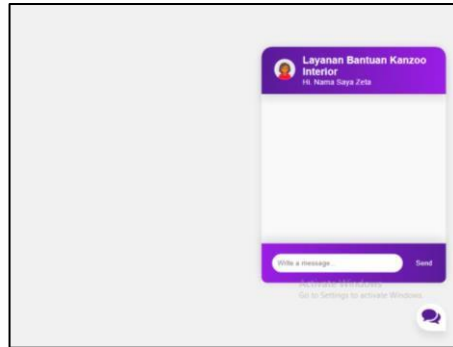 Layanan Bantuan Kanzoo
Interior
Hi. Nama Saya Zeta
Write a message...
Send
Activate Windows
Go to Settings to activate Windows.